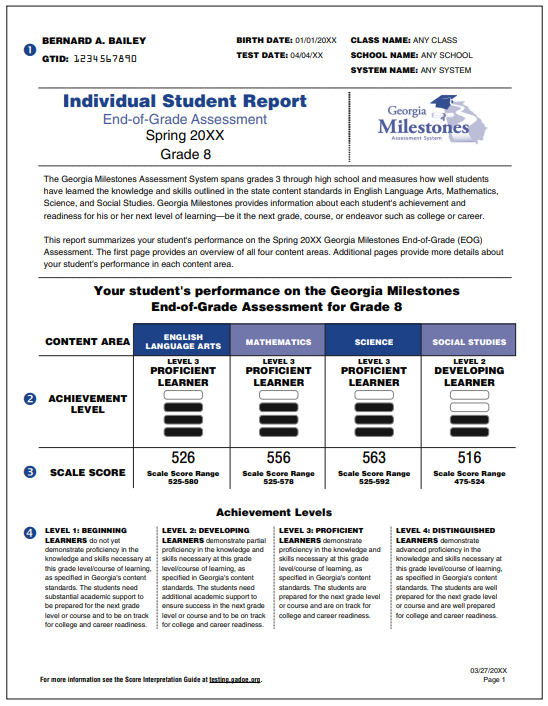 1 BERNARD A. BAILEY
GTID: 1234567890
BIRTH DATE: 01/01/20XX
TEST DATE: 04/04/XX
CLASS NAME: ANY CLASS
SCHOOL NAME: ANY SCHOOL
SYSTEM NAME: ANY SYSTEM
Individual Student Report
End-of-Grade Assessment
Spring 20XX
Grade 8
Georgia
Milestones
Assessment System
The Georgia Milestones Assessment System spans grades 3 through high school and measures how well students
have learned the knowledge and skills outlined in the state content standards in English Language Arts, Mathematics,
Science, and Social Studies. Georgia Milestones provides information about each student's achievement and
readiness for his or her next level of learning—be it the next grade, course, or endeavor such as college or career.
This report summarizes your student's performance on the Spring 20XX Georgia Milestones End-of-Grade (EOG)
Assessment. The first page provides an overview of all four content areas. Additional pages provide more details about
your student's performance in each content area.
Your student's performance on the Georgia Milestones
End-of-Grade Assessment for Grade 8
CONTENT AREA
ENGLISH
LANGUAGE ARTS
MATHEMATICS
SCIENCE
SOCIAL STUDIES
2 ACHIEVEMENT
LEVEL
LEVEL 3
PROFICIENT
LEARNER
LEVEL 3
PROFICIENT
LEARNER
LEVEL 3
PROFICIENT
LEARNER
LEVEL 2
DEVELOPING
LEARNER
3 SCALE SCORE
526
Scale Score Range
525-580
556
Scale Score Range
525-578
563
Scale Score Range
525-592
516
Scale Score Range
475-524
Achievement Levels
4
LEVEL 1: BEGINNING
LEARNERS do not yet
demonstrate proficiency in the
knowledge and skills necessary at
this grade level/course of learning,
as specified in Georgia's content
standards. The students need
substantial academic support to
be prepared for the next grade
level or course and to be on track
for college and career readiness.
LEVEL 2: DEVELOPING
LEARNERS demonstrate partial
proficiency in the knowledge and
skills necessary at this grade
level/course of learning, as
specified in Georgia's content
standards. The students need
additional academic support to
ensure success in the next grade
level or course and to be on track
for college and career readiness.
LEVEL 3: PROFICIENT
LEARNERS demonstrate
proficiency in the knowledge and
skills necessary at this grade
level/course of learning, as
specified in Georgia's content
standards. The students are
prepared for the next grade level
or course and are on track for
college and career readiness.
LEVEL 4: DISTINGUISHED
LEARNERS demonstrate
advanced proficiency in the
knowledge and skills necessary at
this grade level/course of learning,
as specified in Georgia's content
standards. The students are well
prepared for the next grade level
or course and are well prepared
for college and career readiness.
For more information see the Score Interpretation Guide at testing.gadoe.org.
03/27/20XX
Page 1